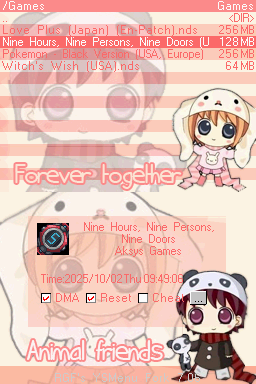 /Games Games
.. <DIR>
Love Plus (Japan) (En-Patch).nds 256MB
Nine Hours, Nine Persons, Nine Doors (U 128MB
Pokemon - Black Version (USA, Europe) 256MB
Witch's Wish (USA).nds 64MB
Forever together
Nine Hours, Nine Persons,
Nine Doors
Aksys Games
Time:2025/10/02Thu 09:49:06
DMA Reset Cheat ...
Animal friends